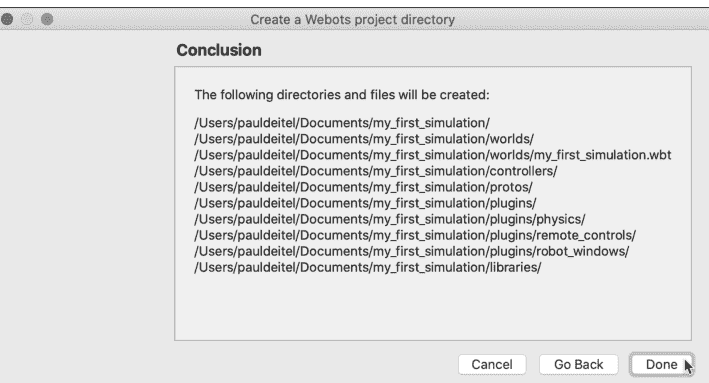 Create a Webots project directory
Conclusion
The following directories and files will be created:
/Users/pauldeitel/Documents/my_first_simulation/
/Users/pauldeitel/Documents/my_first_simulation/worlds/
/Users/pauldeitel/Documents/my_first_simulation/worlds/my_first_simulation.wbt
/Users/pauldeitel/Documents/my_first_simulation/controllers/
/Users/pauldeitel/Documents/my_first_simulation/protos/
/Users/pauldeitel/Documents/my_first_simulation/plugins/
/Users/pauldeitel/Documents/my_first_simulation/plugins/physics/
/Users/pauldeitel/Documents/my_first_simulation/plugins/remote_controls/
/Users/pauldeitel/Documents/my_first_simulation/plugins/robot_windows/
/Users/pauldeitel/Documents/my_first_simulation/libraries/
Cancel Go Back Done